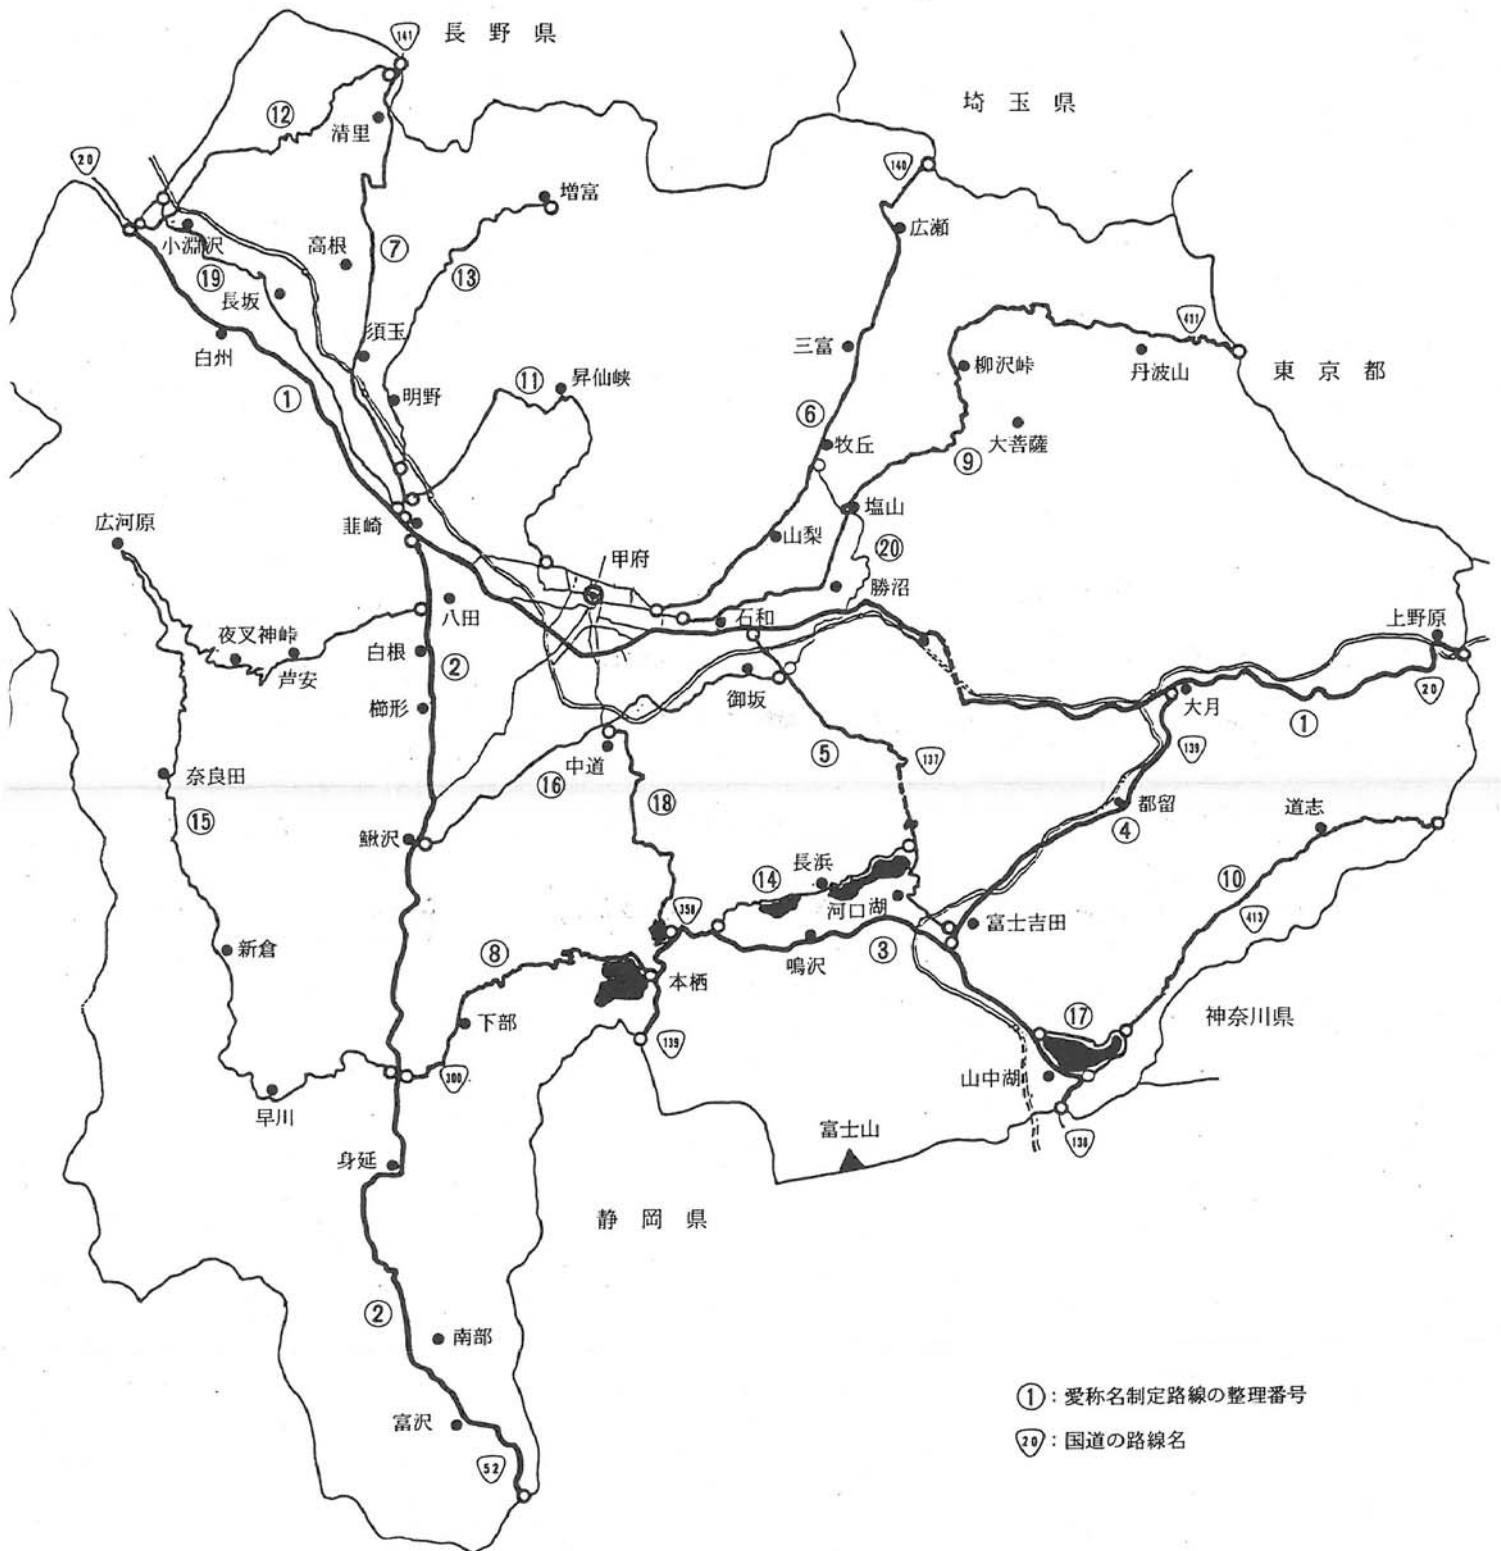 141
長野県
埼玉県
⑫
清里
20
140
増富
広瀬
小淵沢
高根
⑦
⑬
⑲
長坂
411
須玉
三富
柳沢峠
丹波山
東京都
白州
①
⑪
昇仙峡
明野
⑥
牧丘
大菩薩
⑨
広河原
韮崎
塩山
山梨
⑳
甲府
勝沼
八田
石和
上野原
夜叉神峠
芦安
白根
②
御坂
20
大月
①
櫛形
139
中道
⑤
137
奈良田
⑯
⑱
都留
道志
⑮
④
鰍沢
長浜
⑭
⑩
河口湖
358
富士吉田
413
新倉
⑧
鳴沢
③
本栖
下部
⑰
神奈川県
139
300
山中湖
早川
富士山
138
身延
静岡県
②
南部
①：愛称名制定路線の整理番号
富沢
20：国道の路線名
52